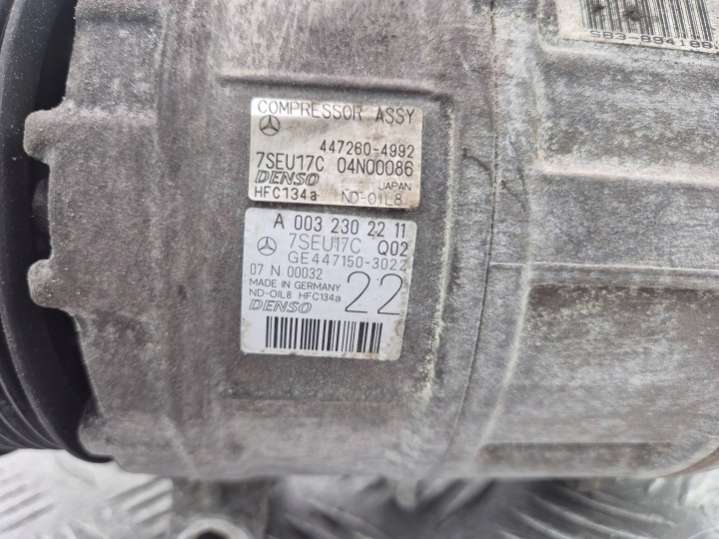 COMPRESSOR ASSY
447260-4992
7SEU17C 04N00086
DENSO JAPAN
HFC134a ND-OIL8
A 003 230 22 11
7SEU17C Q02
GE447150-3022
07 N 00032
MADE IN GERMANY 22
ND-OIL8 HFC134a
DENSO